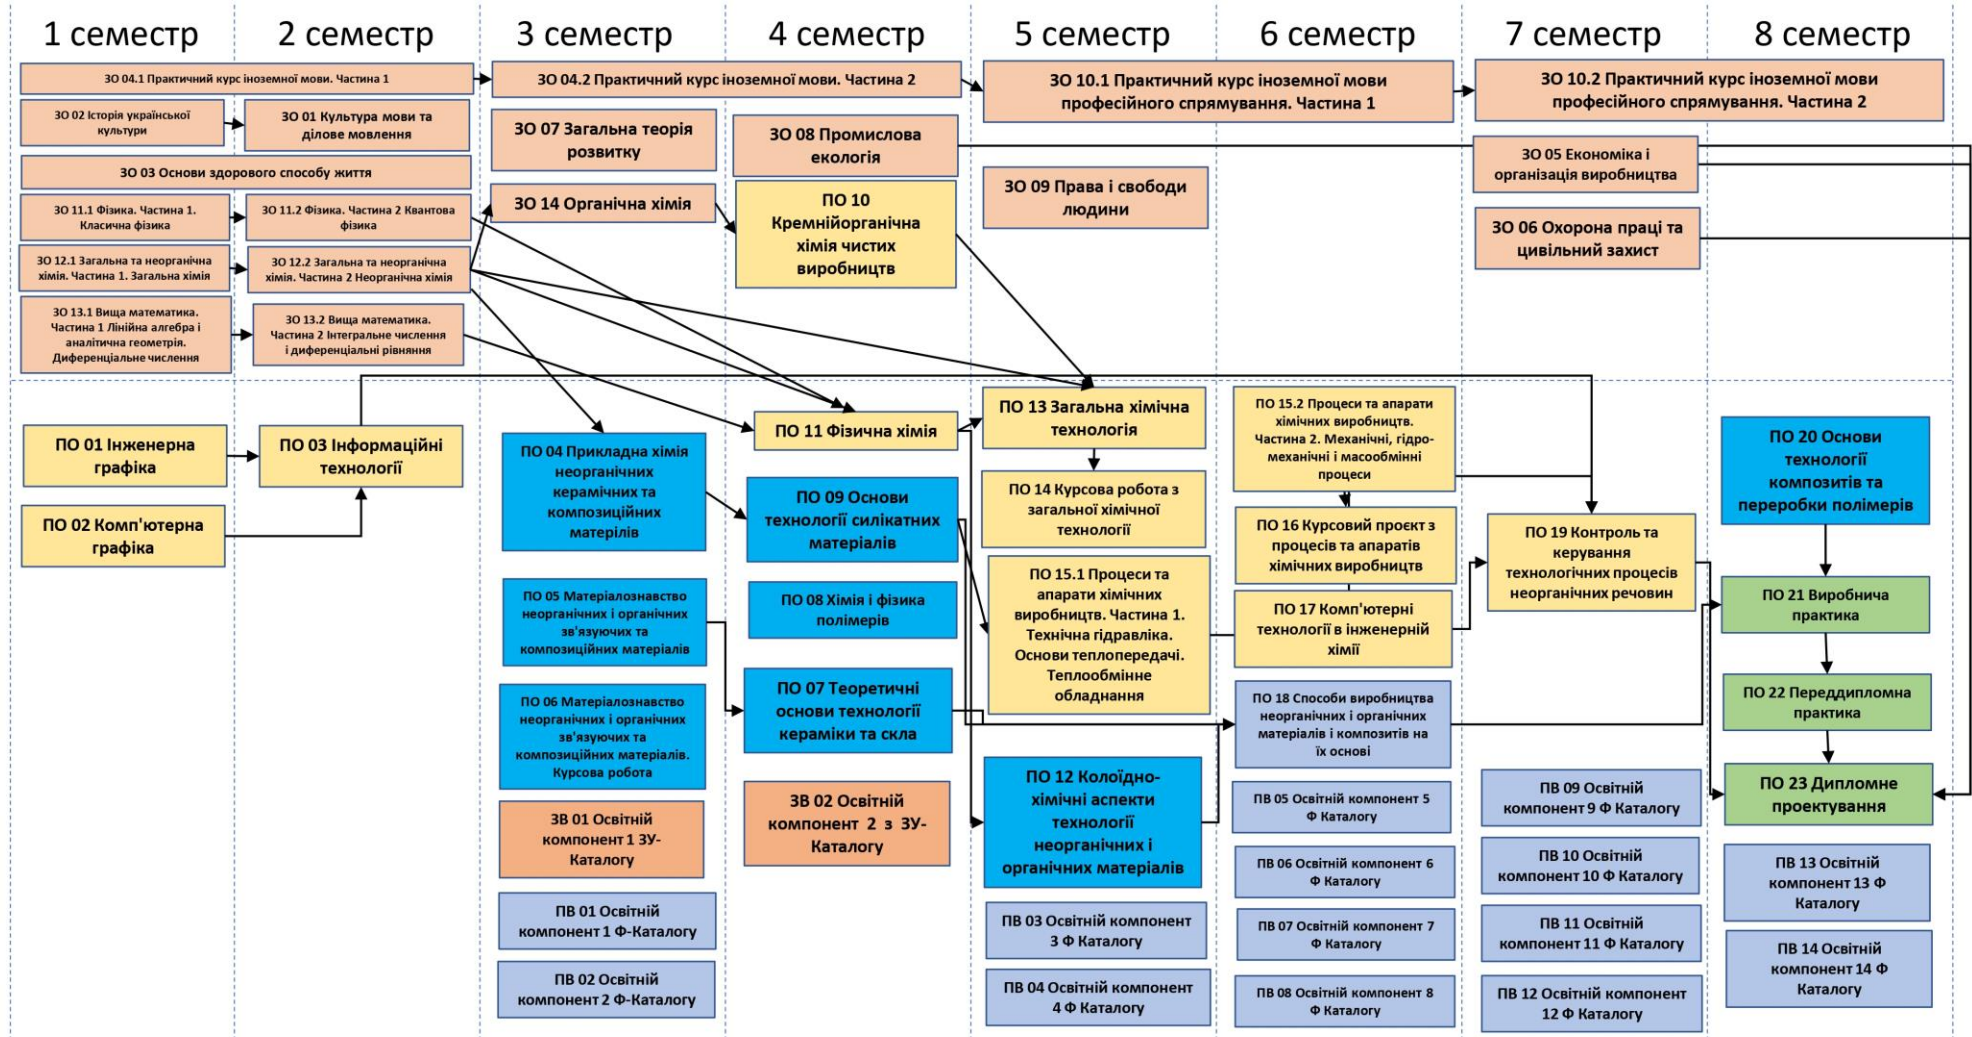 1 семестр
2 семестр
3 семестр
4 семестр
5 семестр
6 семестр
7 семестр
8 семестр
ЗО 04.1 Практичний курс іноземної мови. Частина 1
ЗО 04.2 Практичний курс іноземної мови. Частина 2
ЗО 10.1 Практичний курс іноземної мови
професійного спрямування. Частина 1
ЗО 10.2 Практичний курс іноземної мови
професійного спрямування. Частина 2
ЗО 02 Історія української
культури
ЗО 01 Культура мови та
ділове мовлення
ЗО 07 Загальна теорія
розвитку
ЗО 08 Промислова
екологія
ЗО 05 Економіка і
організація виробництва
ЗО 03 Основи здорового способу життя
ЗО 09 Права і свободи
людини
ЗО 11.1 Фізика. Частина 1.
Класична фізика
ЗО 11.2 Фізика. Частина 2 Квантова
фізика
ЗО 14 Органічна хімія
ПО 10
Кремнійорганічна
хімія чистих
виробництв
ЗО 06 Охорона праці та
цивільний захист
ЗО 12.1 Загальна та неорганічна
хімія. Частина 1. Загальна хімія
ЗО 12.2 Загальна та неорганічна
хімія. Частина 2 Неорганічна хімія
ЗО 13.1 Вища математика.
Частина 1 Лінійна алгебра і
аналітична геометрія.
Диференціальне числення
ЗО 13.2 Вища математика.
Частина 2 Інтегральне числення
і диференціальні рівняння
ПО 01 Інженерна
графіка
ПО 03 Інформаційні
технології
ПО 02 Комп'ютерна
графіка
ПО 04 Прикладна хімія
неорганічних
керамічних та
композиційних
матерілів
ПО 05 Матеріалознавство
неорганічних і органічних
зв'язуючих та
композиційних матеріалів
ПО 06 Матеріалознавство
неорганічних і органічних
зв'язуючих та
композиційних матеріалів.
Курсова робота
ЗВ 01 Освітній
компонент 1 ЗУ-
Каталогу
ПВ 01 Освітній
компонент 1 Ф-Каталогу
ПВ 02 Освітній
компонент 2 Ф-Каталогу
ПО 11 Фізична хімія
ПО 09 Основи
технології силікатних
матеріалів
ПО 08 Хімія і фізика
полімерів
ПО 07 Теоретичні
основи технології
кераміки та скла
ЗВ 02 Освітній
компонент 2 з ЗУ-
Каталогу
ПО 13 Загальна хімічна
технологія
ПО 14 Курсова робота з
загальної хімічної
технології
ПО 15.1 Процеси та
апарати хімічних
виробництв. Частина 1.
Технічна гідравліка.
Основи теплопередачі.
Теплообмінне
обладнання
ПО 12 Колоїдно-
хімічні аспекти
технології
неорганічних і
органічних матеріалів
ПВ 03 Освітній компонент
3 Ф Каталогу
ПВ 04 Освітній компонент
4 Ф Каталогу
ПО 15.2 Процеси та апарати
хімічних виробництв.
Частина 2. Механічні, гідро-
механічні і масообмінні
процеси
ПО 16 Курсовий проєкт з
процесів та апаратів
хімічних виробництв
ПО 17 Комп'ютерні
технології в інженерній
хімії
ПО 18 Способи виробництва
неорганічних і органічних
матеріалів і композитів на
їх основі
ПВ 05 Освітній компонент 5
Ф Каталогу
ПВ 06 Освітній компонент 6
Ф Каталогу
ПВ 07 Освітній компонент 7
Ф Каталогу
ПВ 08 Освітній компонент 8
Ф Каталогу
ПО 19 Контроль та
керування
технологічних процесів
неорганічних речовин
ПВ 09 Освітній
компонент 9 Ф Каталогу
ПВ 10 Освітній
компонент 10 Ф Каталогу
ПВ 11 Освітній
компонент 11 Ф Каталогу
ПВ 12 Освітній компонент
12 Ф Каталогу
ПО 20 Основи
технології
композитів та
переробки полімерів
ПО 21 Виробнича
практика
ПО 22 Переддипломна
практика
ПО 23 Дипломне
проектування
ПВ 13 Освітній
компонент 13 Ф
Каталогу
ПВ 14 Освітній
компонент 14 Ф
Каталогу